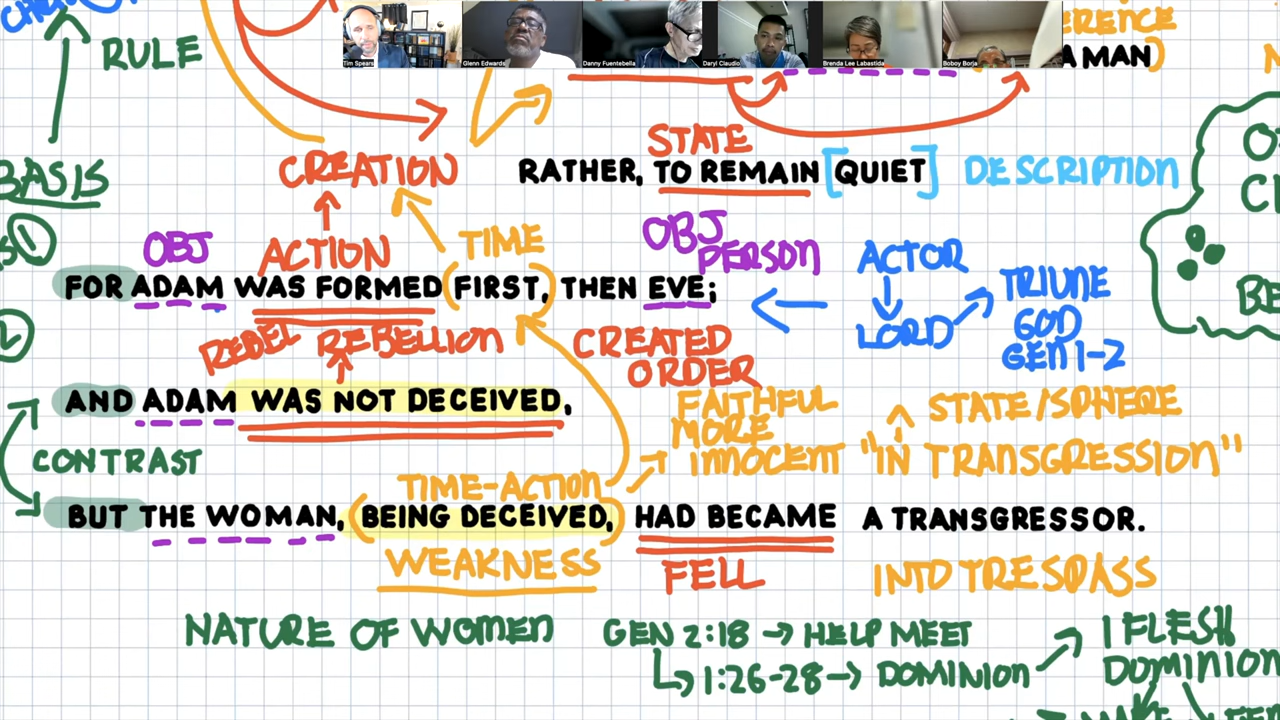 RULE
Tim Spears
Glenn Edwards
Danny Fuentebella
Daryl Claudio
Brenda Lee Labastida
Boboy Borja
A MAN)
STATE
CREATION
RATHER, TO REMAIN [QUIET] DESCRIPTION
BASIS
OBJ ACTION TIME OBJ PERSON
FOR ADAM WAS FORMED (FIRST,) THEN EVE;
ACTOR
LORD
TRIUNE
GOD
GEN 1-2
REBEL REBELLION
CREATED
ORDER
AND ADAM WAS NOT DECEIVED,
FAITHFUL
MORE
INNOCENT
STATE/SPHERE
"IN TRANSGRESSION"
CONTRAST
TIME-ACTION
BUT THE WOMAN, (BEING DECEIVED,) HAD BECAME A TRANSGRESSOR.
WEAKNESS
FELL
INTO TRESPASS
NATURE OF WOMEN
GEN 2:18 → HELP MEET
1:26-28 → DOMINION
1 FLESH
DOMINION